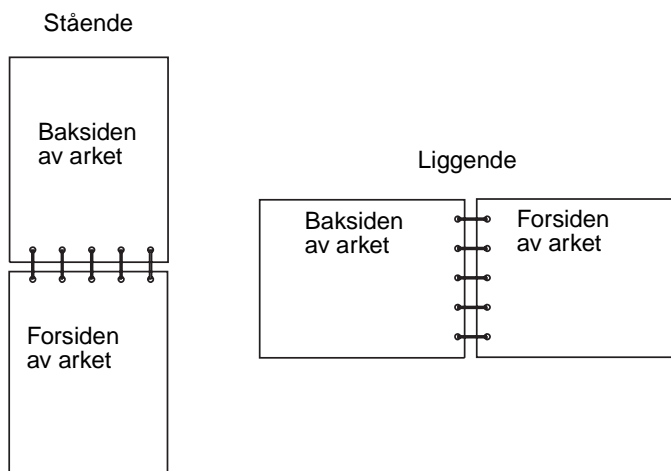 Stående
Baksiden
av arket
Forsiden
av arket
Liggende
Baksiden
av arket
Forsiden
av arket